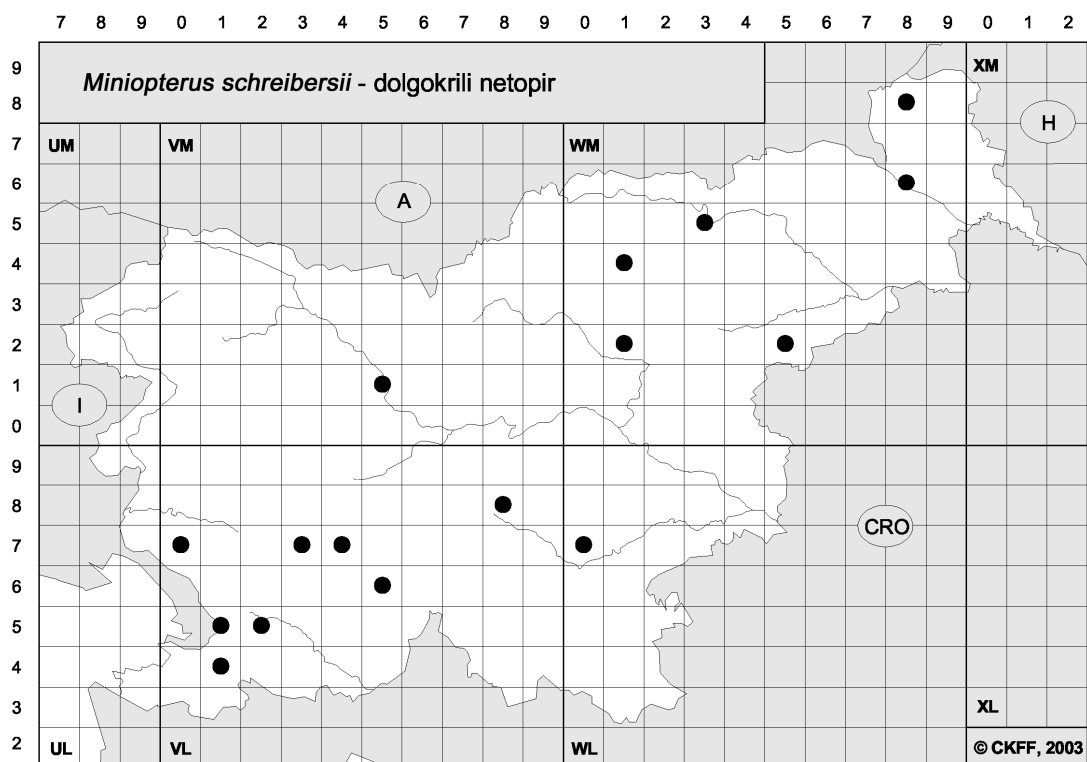 7 8 9 0 1 2 3 4 5 6 7 8 9 0 1 2 3 4 5 6 7 8 9 0 1 2
9
Miniopterus schreibersii - dolgokrili netopir
XM
8
H
7
UM VM WM
6
A
5
4
3
2
1
I
0
9
8
CRO
7
6
5
4
3
XL
2
UL VL WL © CKFF, 2003